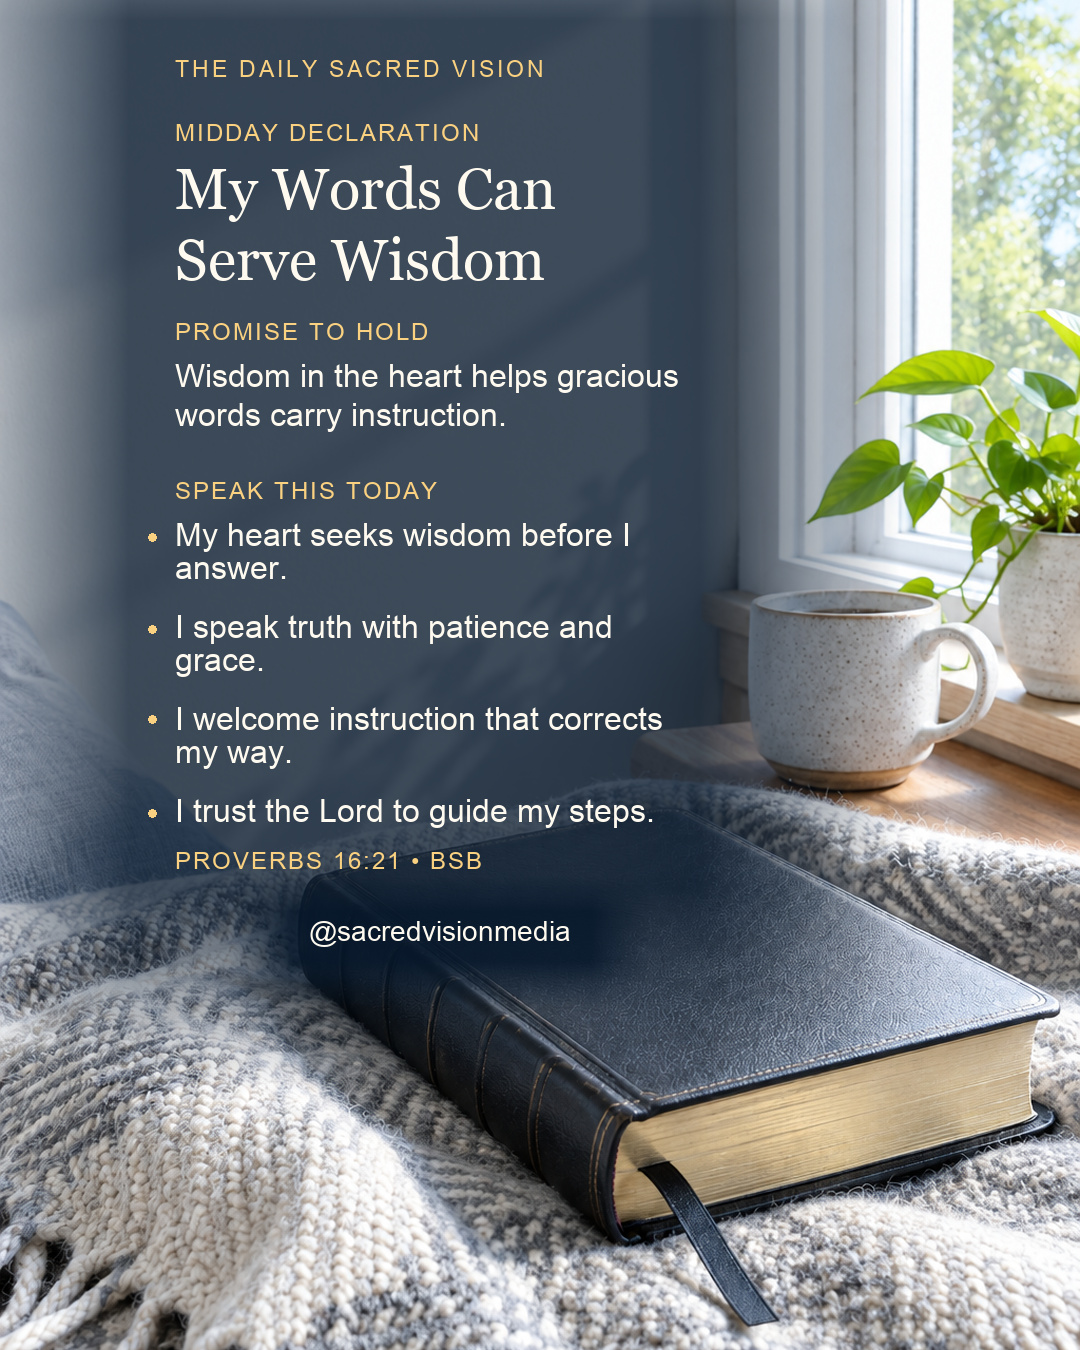 THE DAILY SACRED VISION
MIDDAY DECLARATION
My Words Can
Serve Wisdom
PROMISE TO HOLD
Wisdom in the heart helps gracious
words carry instruction.
SPEAK THIS TODAY
• My heart seeks wisdom before I
answer.
• I speak truth with patience and
grace.
• I welcome instruction that corrects
my way.
• I trust the Lord to guide my steps.
PROVERBS 16:21 • BSB
@sacredvisionmedia